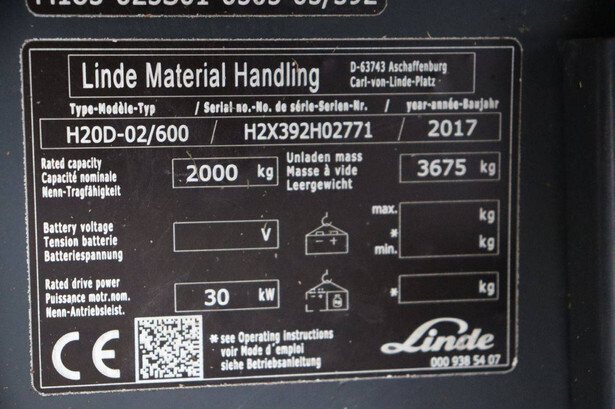 Linde Material Handling D-63743 Aschaffenburg
Carl-von-Linde-Platz
Type-Modèle-Typ / Serial no.-No. de série-Serien-Nr. / year-année-Baujahr
H20D-02/600 / H2X392H02771 / 2017
Rated capacity
Capacité nominale
Nenn-Tragfähigkeit
2000 kg
Unladen mass
Masse à vide
Leergewicht
3675 kg
Battery voltage
Tension batterie
Batteriespannung
V
max. kg
*
min. kg
Rated drive power
Puissance motr.nom.
Nenn-Antriebsleist.
30 kW
* kg
CE
*see Operating instructions
voir Mode d'emploi
siehe Betriebsanleitung
Linde
000 938 54 07